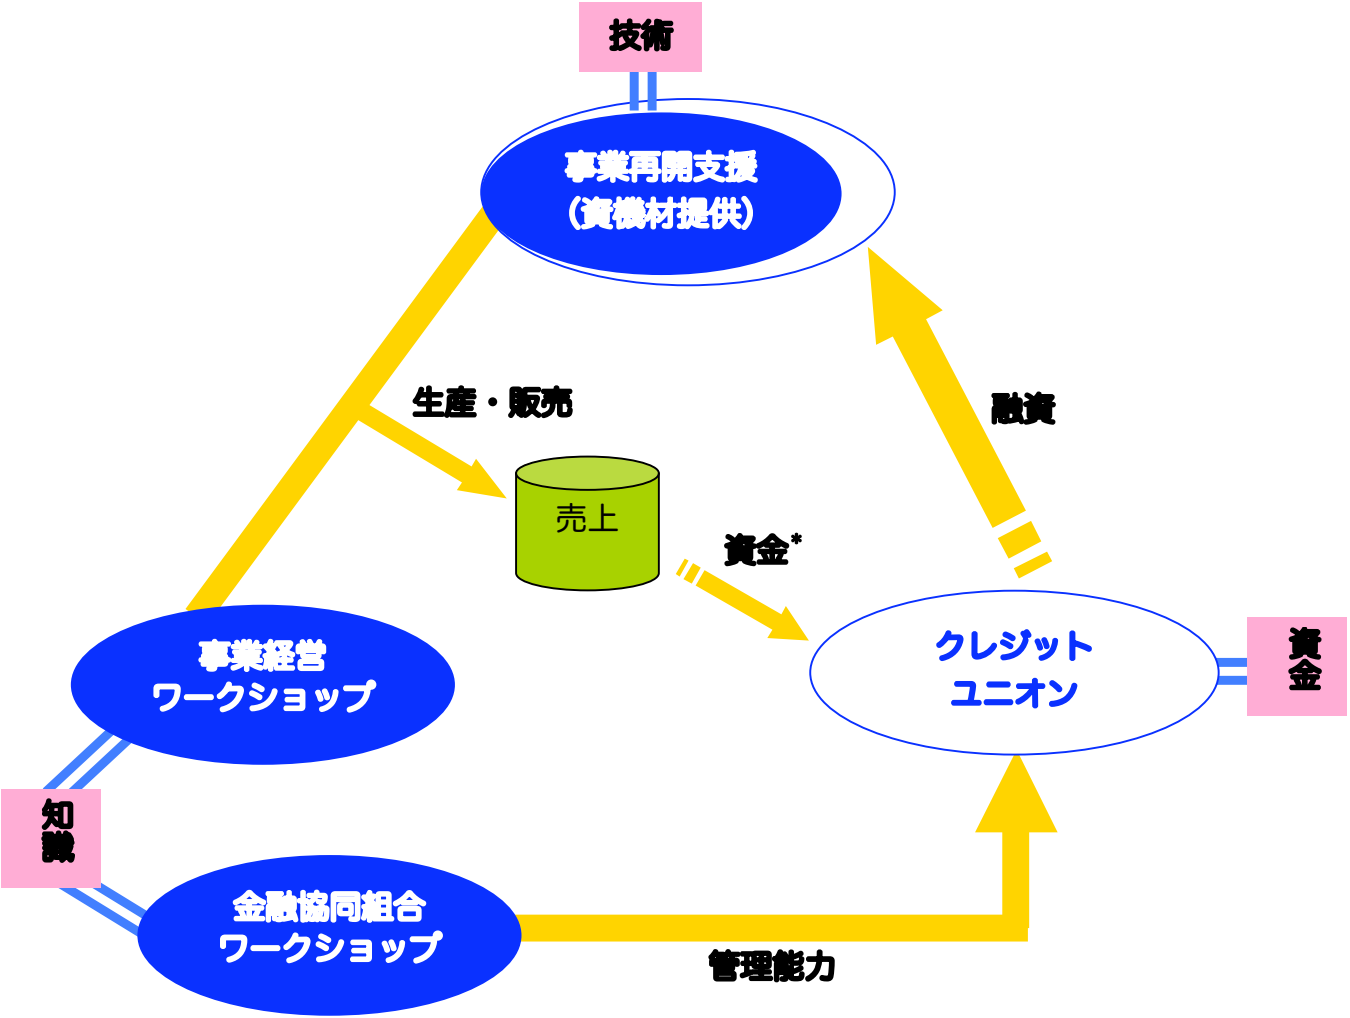 技術
事業再開支援
（資機材提供）
生産・販売
融資
売上
資金*
事業経営
ワークショップ
クレジット
ユニオン
資
金
知
識
金融協同組合
ワークショップ
管理能力